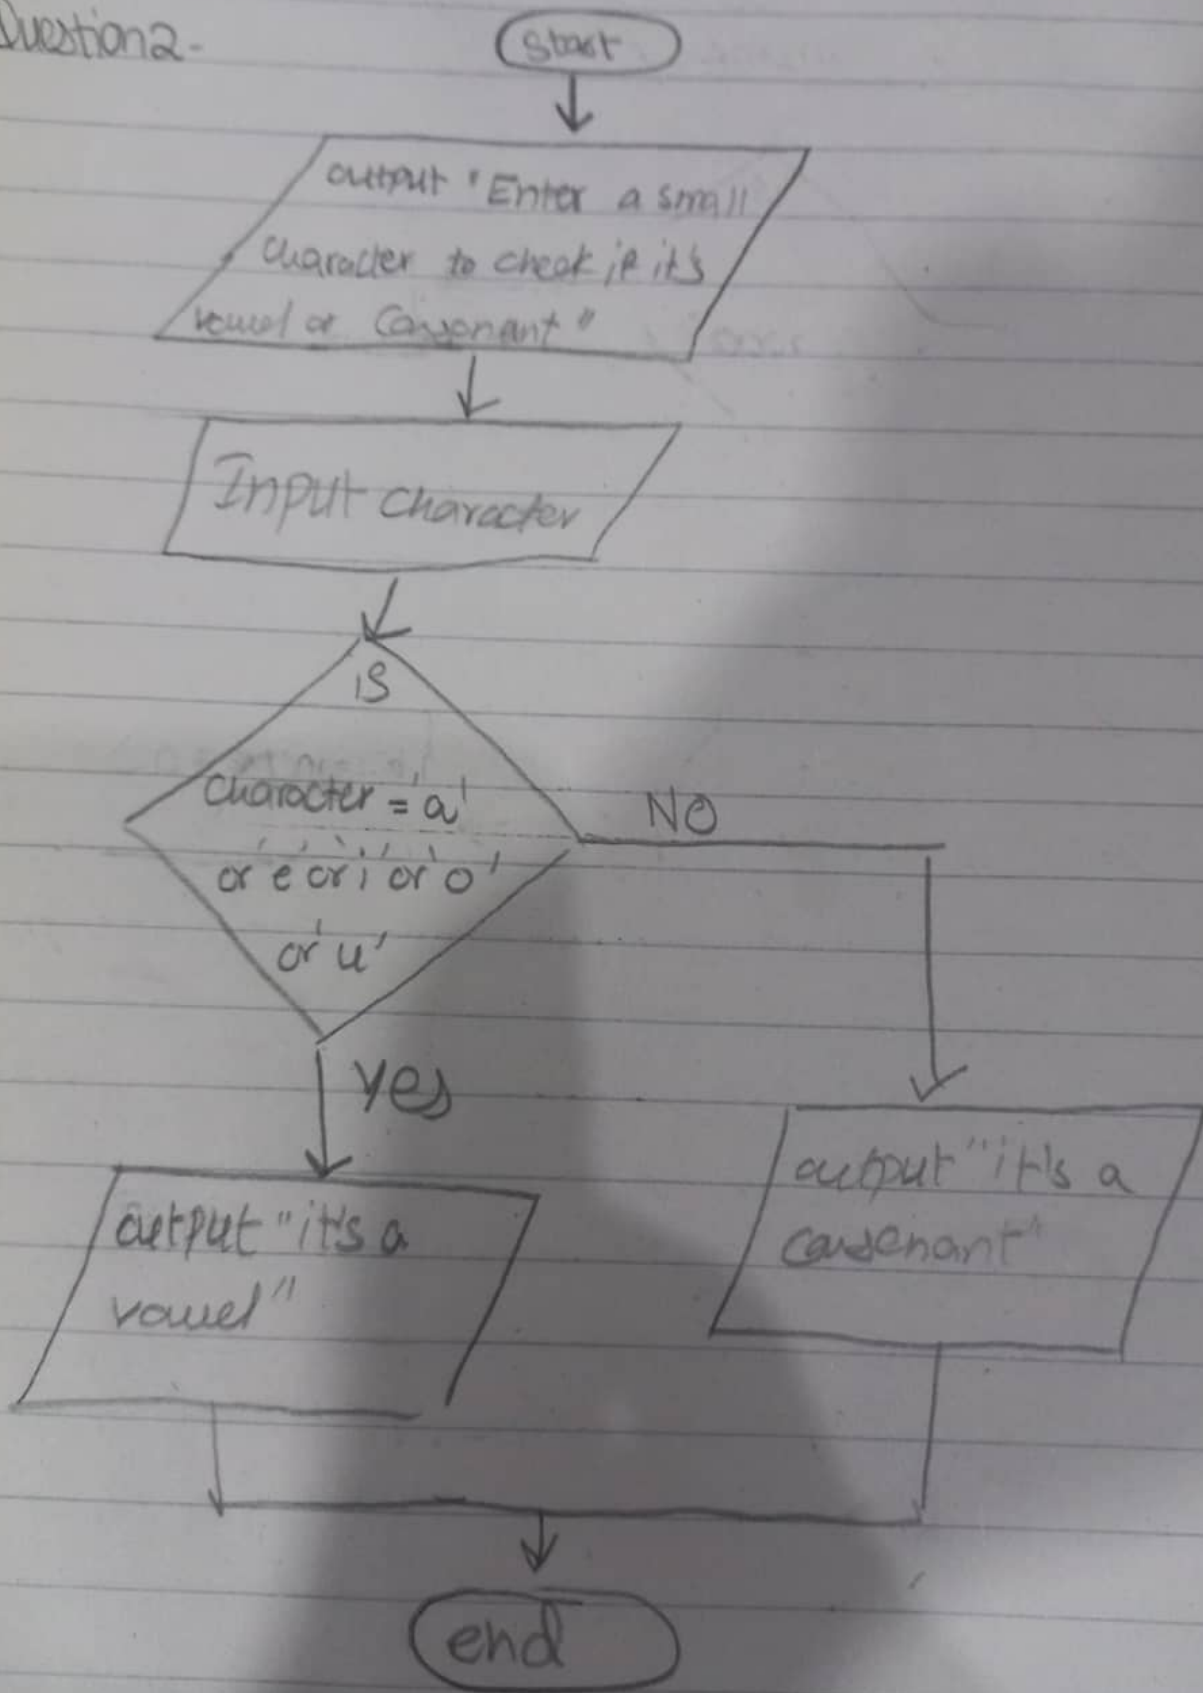 Question2-
Start
output "Enter a small
character to check if it's
vowel or Consonant"
Input character
is
character = 'a'
or 'e' or 'i' or 'o'
or 'u'
NO
yes
output "it's a
consenant"
output "it's a
vowel"
end